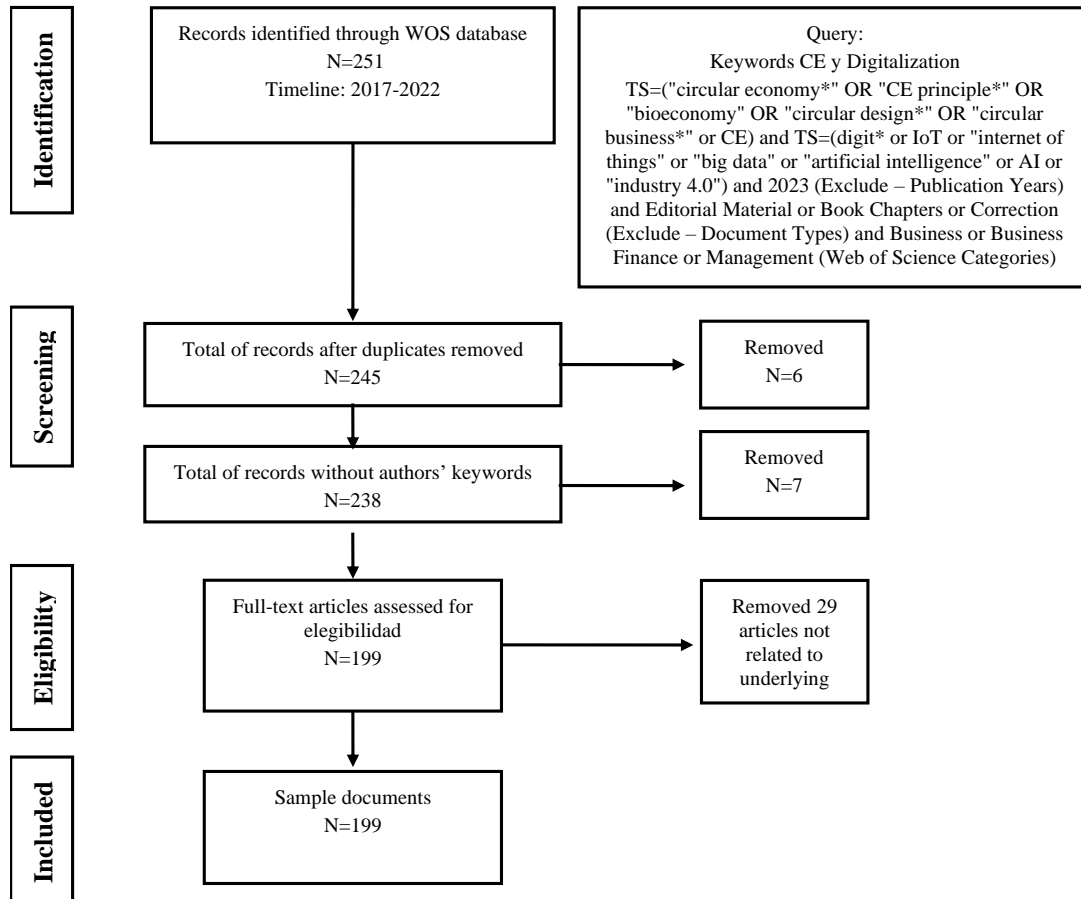 Identification
Records identified through WOS database
N=251
Timeline: 2017-2022
Query:
Keywords CE y Digitalization
TS=("circular economy*" OR "CE principle*" OR
"bioeconomy" OR "circular design*" OR "circular
business*" or CE) and TS=(digit* or IoT or "internet of
things" or "big data" or "artificial intelligence" or AI or
"industry 4.0") and 2023 (Exclude – Publication Years)
and Editorial Material or Book Chapters or Correction
(Exclude – Document Types) and Business or Business
Finance or Management (Web of Science Categories)
Screening
Total of records after duplicates removed
N=245
Removed
N=6
Total of records without authors’ keywords
N=238
Removed
N=7
Eligibility
Full-text articles assessed for
elegibilidad
N=199
Removed 29
articles not
related to
underlying
Included
Sample documents
N=199